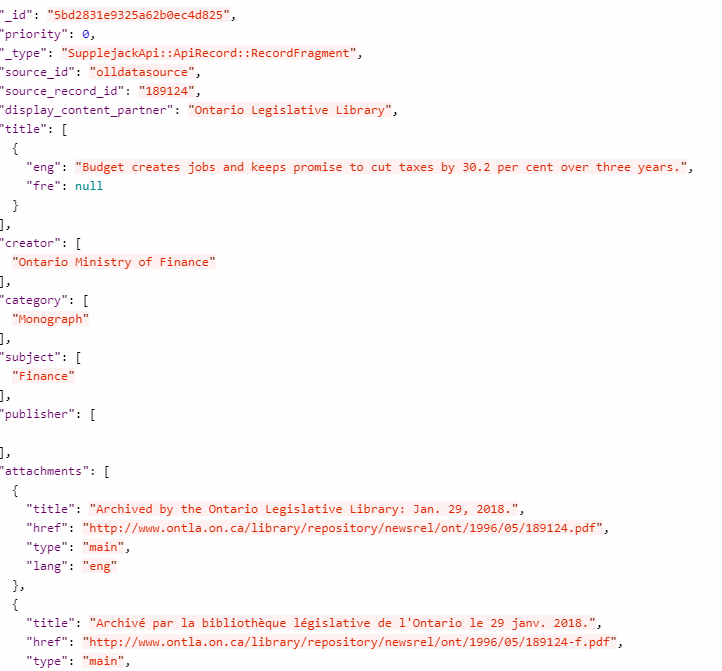 "_id": "5bd2831e9325a62b0ec4d825",
"priority": 0,
"_type": "SupplejackApi::ApiRecord::RecordFragment",
"source_id": "olldatasource",
"source_record_id": "189124",
"display_content_partner": "Ontario Legislative Library",
"title": [
{
"eng": "Budget creates jobs and keeps promise to cut taxes by 30.2 per cent over three years.",
"fre": null
}
],
"creator": [
"Ontario Ministry of Finance"
],
"category": [
"Monograph"
],
"subject": [
"Finance"
],
"publisher": [
],
"attachments": [
{
"title": "Archived by the Ontario Legislative Library: Jan. 29, 2018.",
"href": "http://www.ontla.on.ca/library/repository/newsrel/ont/1996/05/189124.pdf",
"type": "main",
"lang": "eng"
},
{
"title": "Archivé par la bibliothèque législative de l'Ontario le 29 janv. 2018.",
"href": "http://www.ontla.on.ca/library/repository/newsrel/ont/1996/05/189124-f.pdf",
"type": "main",